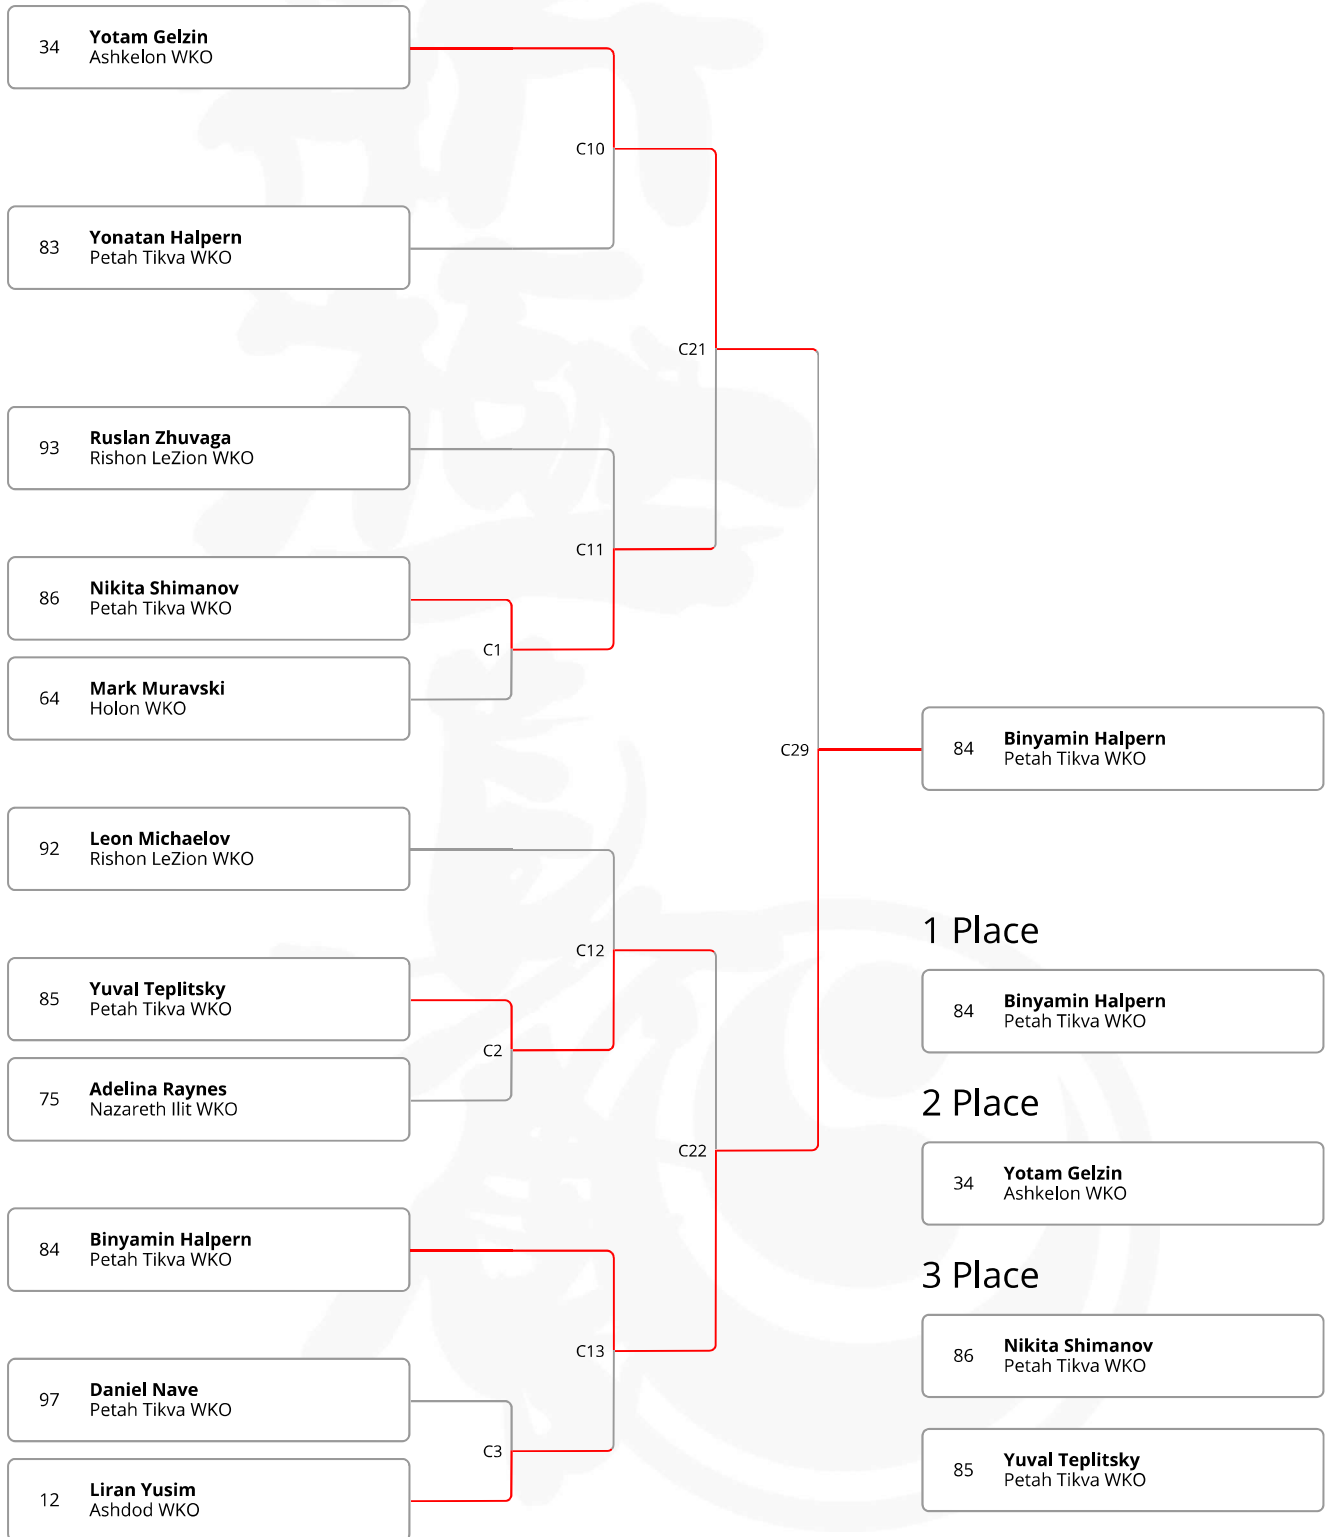 34
Yotam Gelzin
Ashkelon WKO
C10
83
Yonatan Halpern
Petah Tikva WKO
C21
93
Ruslan Zhuvaga
Rishon LeZion WKO
C11
86
Nikita Shimanov
Petah Tikva WKO
C1
64
Mark Muravski
Holon WKO
C29
84
Binyamin Halpern
Petah Tikva WKO
92
Leon Michaelov
Rishon LeZion WKO
C12
85
Yuval Teplitsky
Petah Tikva WKO
C2
75
Adelina Raynes
Nazareth Ilit WKO
C22
84
Binyamin Halpern
Petah Tikva WKO
C13
97
Daniel Nave
Petah Tikva WKO
C3
12
Liran Yusim
Ashdod WKO
1 Place
84
Binyamin Halpern
Petah Tikva WKO
2 Place
34
Yotam Gelzin
Ashkelon WKO
3 Place
86
Nikita Shimanov
Petah Tikva WKO
85
Yuval Teplitsky
Petah Tikva WKO